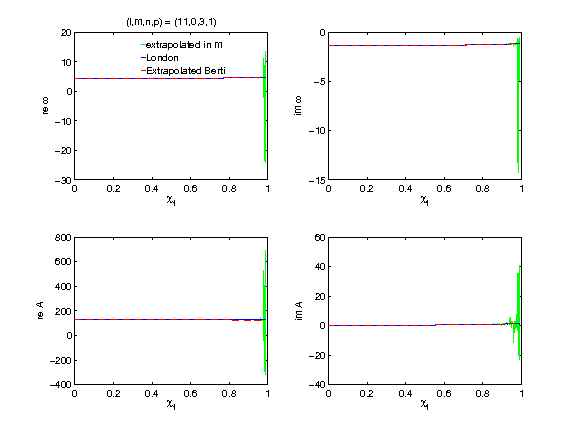 (l,m,n,p) = (11,0,3,1)
20
10
0
−10
−20
−30
re ω
0 0.2 0.4 0.6 0.8 1
χf
extrapolated in M
London
Extrapolated Berti
0
−5
−10
−15
im ω
0 0.2 0.4 0.6 0.8 1
χf
800
600
400
200
0
−200
−400
re A
0 0.2 0.4 0.6 0.8 1
χf
60
40
20
0
−20
−40
im A
0 0.2 0.4 0.6 0.8 1
χf